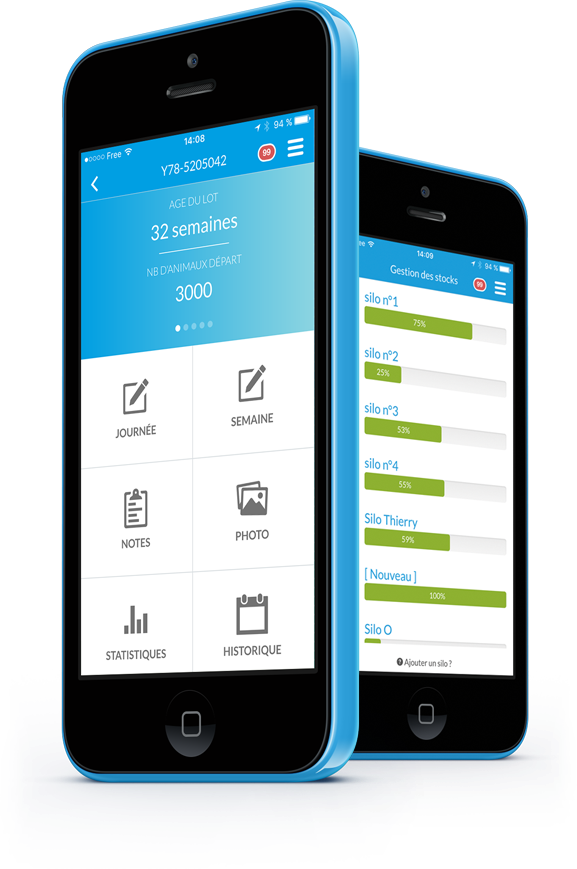 Free 14:08 94 %
Y78-5205042 99
AGE DU LOT
32 semaines
NB D'ANIMAUX DÉPART
3000
JOURNÉE
SEMAINE
NOTES
PHOTO
STATISTIQUES
HISTORIQUE
ee 14:09 94 %
Gestion des stocks 99
silo n°1
75%
silo n°2
25%
silo n°3
53%
silo n°4
55%
Silo Thierry
59%
[ Nouveau ]
100%
Silo O
? Ajouter un silo ?